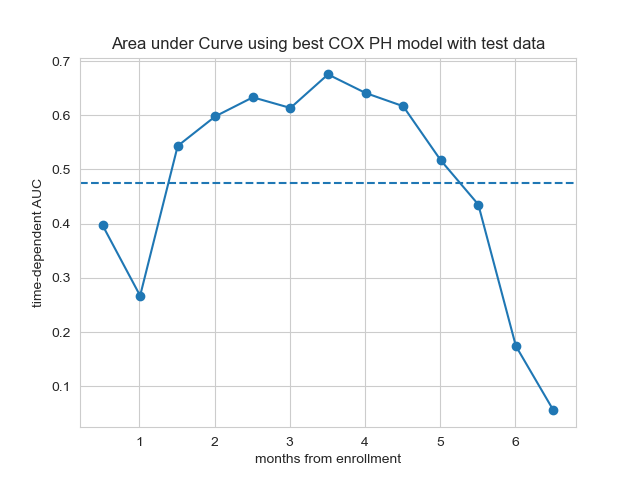 Area under Curve using best COX PH model with test data
0.7
0.6
0.5
0.4
0.3
0.2
0.1
time-dependent AUC
1 2 3 4 5 6
months from enrollment